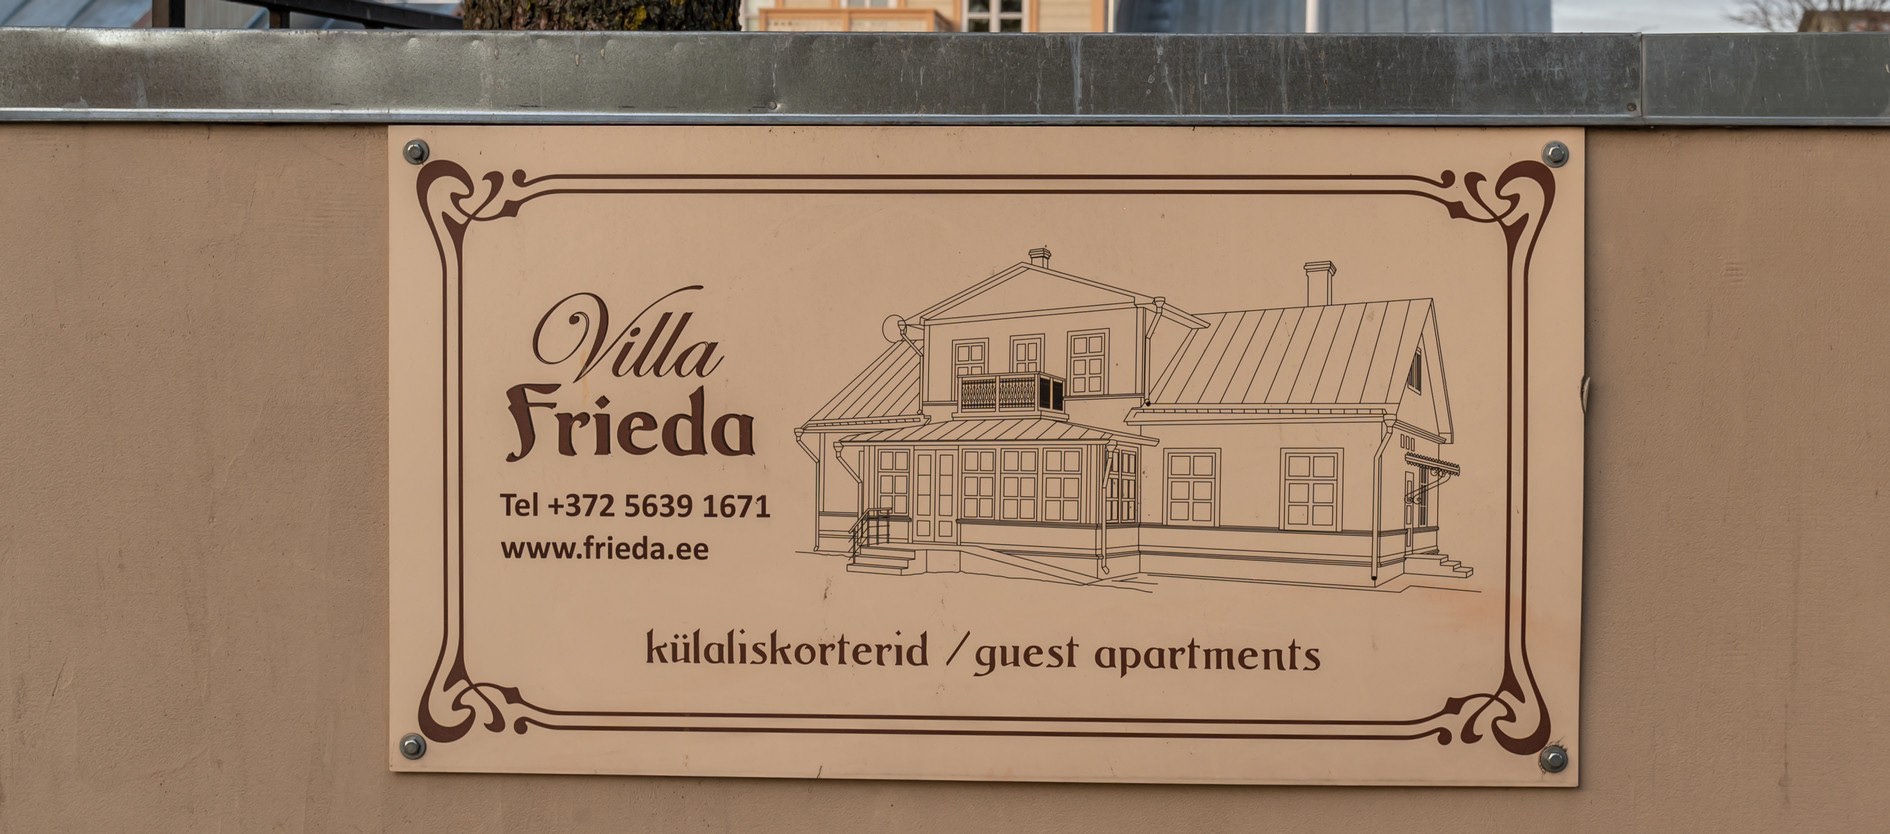 Villa
Frieda
Tel +372 5639 1671
www.frieda.ee
külaliskorterid / guest apartments